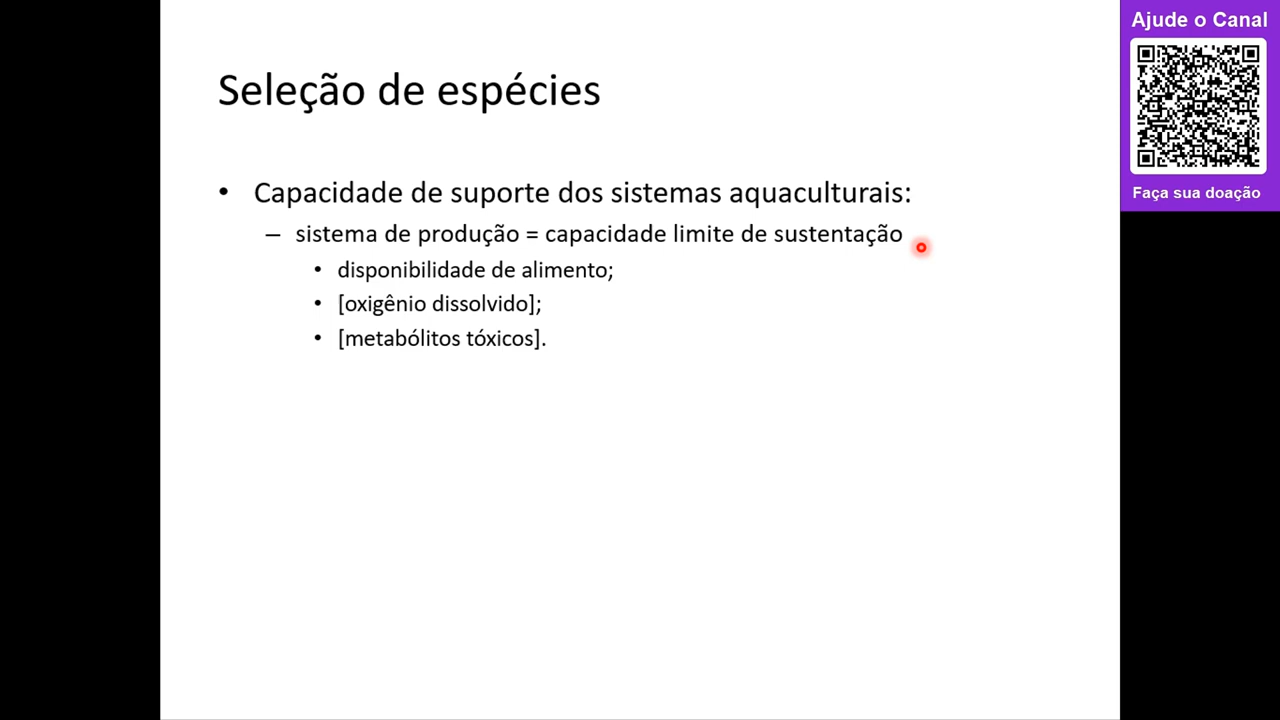 Seleção de espécies
• Capacidade de suporte dos sistemas aquaculturais:
– sistema de produção = capacidade limite de sustentação
• disponibilidade de alimento;
• [oxigênio dissolvido];
• [metabólitos tóxicos].
Ajude o Canal
Faça sua doação